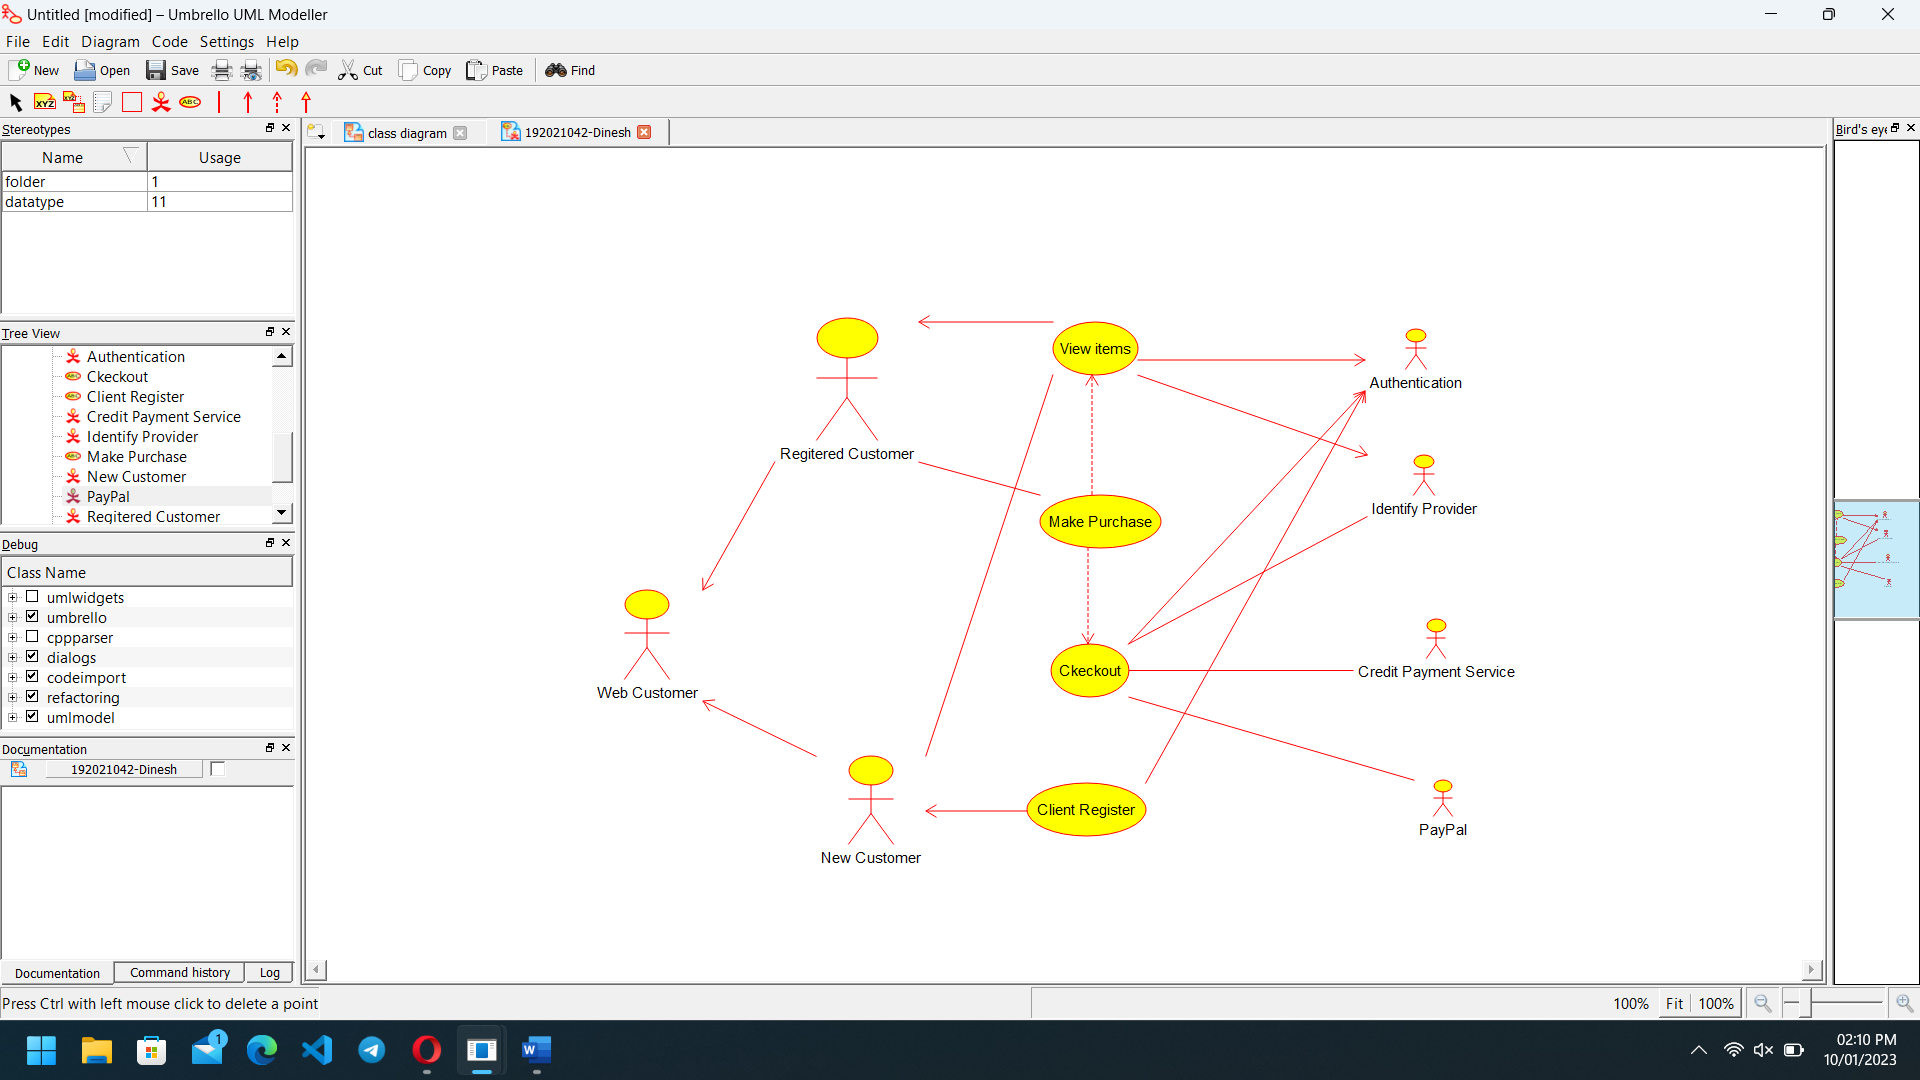 Untitled [modified] – Umbrello UML Modeller
File Edit Diagram Code Settings Help
New Open Save Cut Copy Paste Find
XYZ XYZ ABC
Stereotypes
Name Usage
folder 1
datatype 11
Tree View
Authentication
Ckeckout
Client Register
Credit Payment Service
Identify Provider
Make Purchase
New Customer
PayPal
Regitered Customer
Debug
Class Name
umlwidgets
umbrello
cppparser
dialogs
codeimport
refactoring
umlmodel
Documentation
192021042-Dinesh
Documentation Command history Log
class diagram 192021042-Dinesh
Regitered Customer
View items
Authentication
Identify Provider
Make Purchase
Web Customer
Ckeckout
Credit Payment Service
New Customer
Client Register
PayPal
Bird's eye
Press Ctrl with left mouse click to delete a point
100% Fit 100%
1
W
02:10 PM
10/01/2023